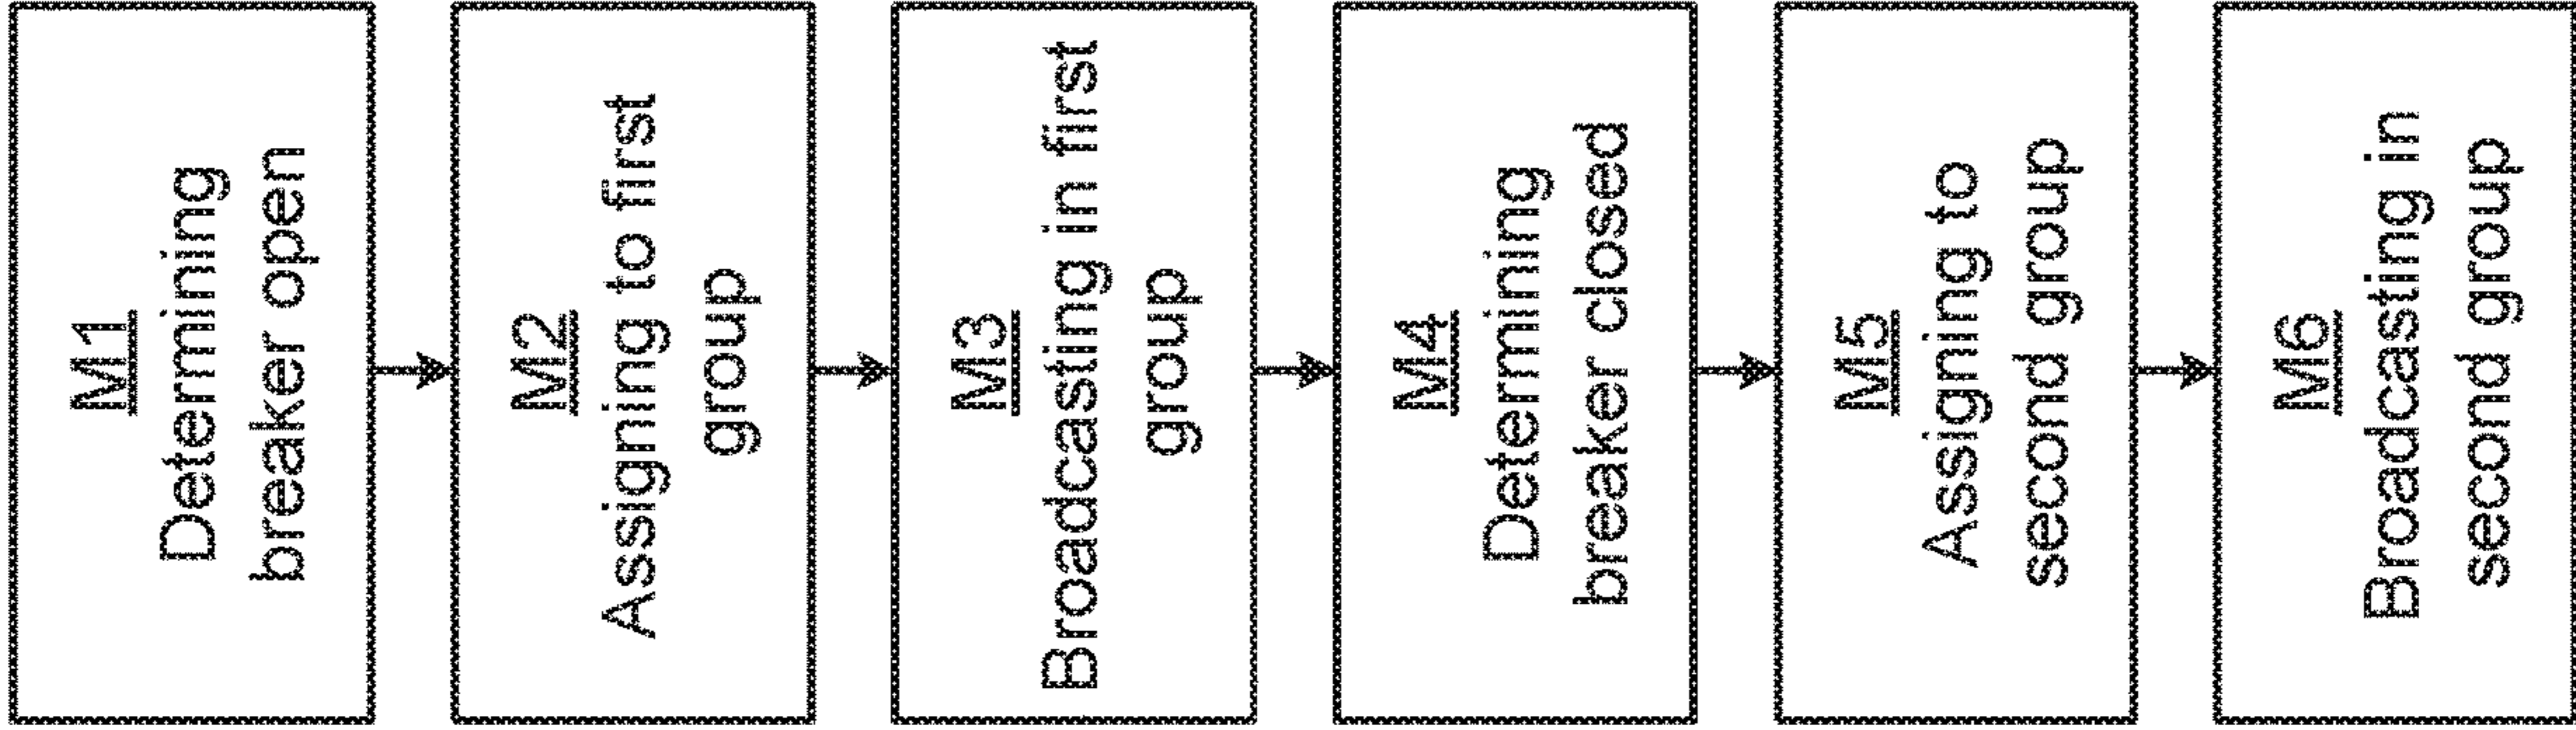 M1
Determining
breaker open
M2
Assigning to first
group
M3
Broadcasting in first
group
M4
Determining
breaker closed
M5
Assigning to
second group
M6
Broadcasting in
second group